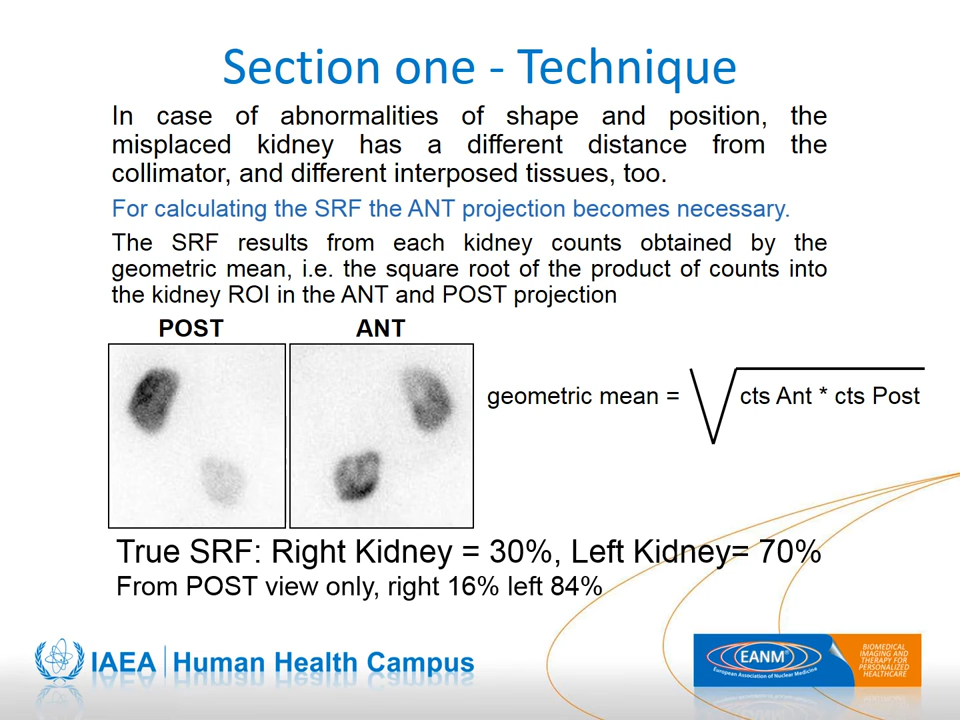 Section one - Technique
In case of abnormalities of shape and position, the
misplaced kidney has a different distance from the
collimator, and different interposed tissues, too.
For calculating the SRF the ANT projection becomes necessary.
The SRF results from each kidney counts obtained by the
geometric mean, i.e. the square root of the product of counts into
the kidney ROI in the ANT and POST projection
POST ANT
geometric mean = √ cts Ant * cts Post
True SRF: Right Kidney = 30%, Left Kidney= 70%
From POST view only, right 16% left 84%
IAEA | Human Health Campus
EANM®
European Association of Nuclear Medicine
BIOMEDICAL
IMAGING AND
THERAPY FOR
PERSONALIZED
HEALTHCARE